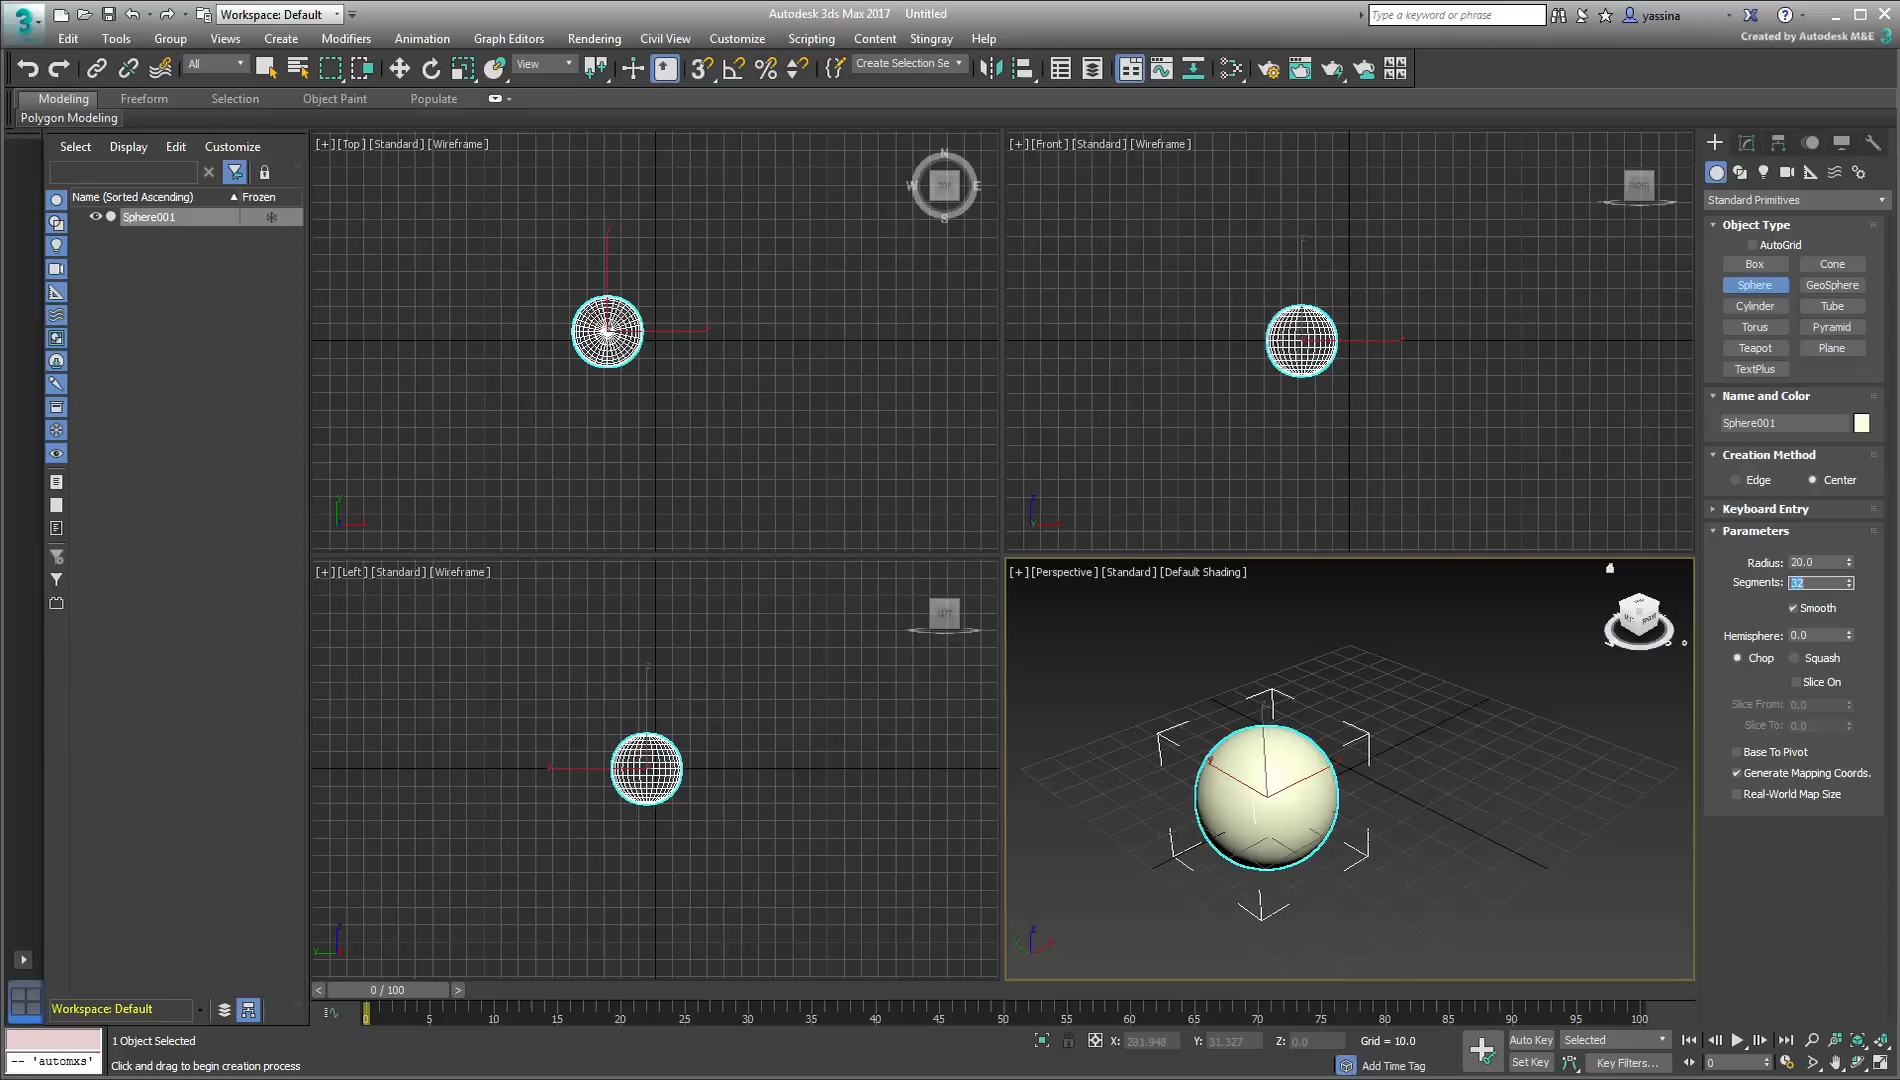 Workspace: Default
Autodesk 3ds Max 2017 Untitled
Type a keyword or phrase
yassina
Edit Tools Group Views Create Modifiers Animation Graph Editors Rendering Civil View Customize Scripting Content Stingray Help
Created by Autodesk M&E
All
View
Create Selection Se
Modeling Freeform Selection Object Paint Populate
Polygon Modeling
Select Display Edit Customize
Name (Sorted Ascending) ▲ Frozen
Sphere001
[+] [Top] [Standard] [Wireframe]
N
W TOP E
S
[+] [Front] [Standard] [Wireframe]
FRONT
[+] [Left] [Standard] [Wireframe]
LEFT
[+] [Perspective] [Standard] [Default Shading]
Standard Primitives
Object Type
AutoGrid
Box Cone
Sphere GeoSphere
Cylinder Tube
Torus Pyramid
Teapot Plane
TextPlus
Name and Color
Sphere001
Creation Method
Edge Center
Keyboard Entry
Parameters
Radius: 20.0
Segments: 32
Smooth
Hemisphere: 0.0
Chop Squash
Slice On
Slice From: 0.0
Slice To: 0.0
Base To Pivot
Generate Mapping Coords.
Real-World Map Size
< 0 / 100 >
Workspace: Default
0 5 10 15 20 25 30 35 40 45 50 55 60 65 70 75 80 85 90 95 100
-- 'automxs'
1 Object Selected
Click and drag to begin creation process
X: 281.948 Y: 31.327 Z: 0.0 Grid = 10.0
Add Time Tag
Auto Key Selected
Set Key Key Filters...
0